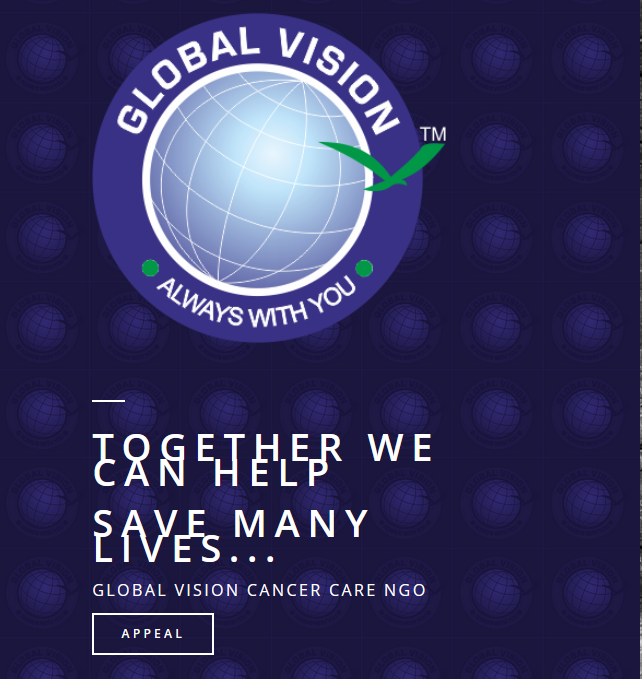 GLOBAL VISION
TM
ALWAYS WITH YOU
TOGETHER WE
CAN HELP
SAVE MANY
LIVES...
GLOBAL VISION CANCER CARE NGO
APPEAL